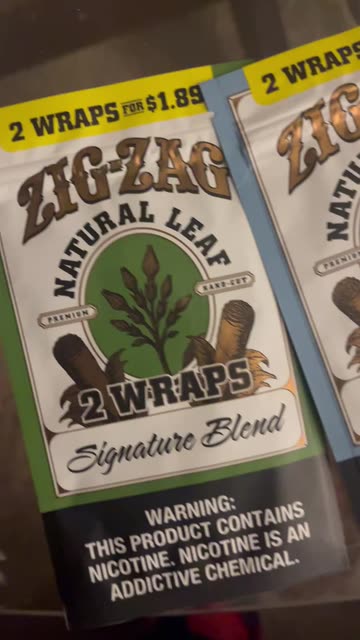 2 WRAPS FOR $1.89
ZIG-ZAG
NATURAL LEAF
PREMIUM
HAND-CUT
2 WRAPS
Signature Blend
WARNING:
THIS PRODUCT CONTAINS
NICOTINE. NICOTINE IS AN
ADDICTIVE CHEMICAL.
2 WRAPS
ZIG